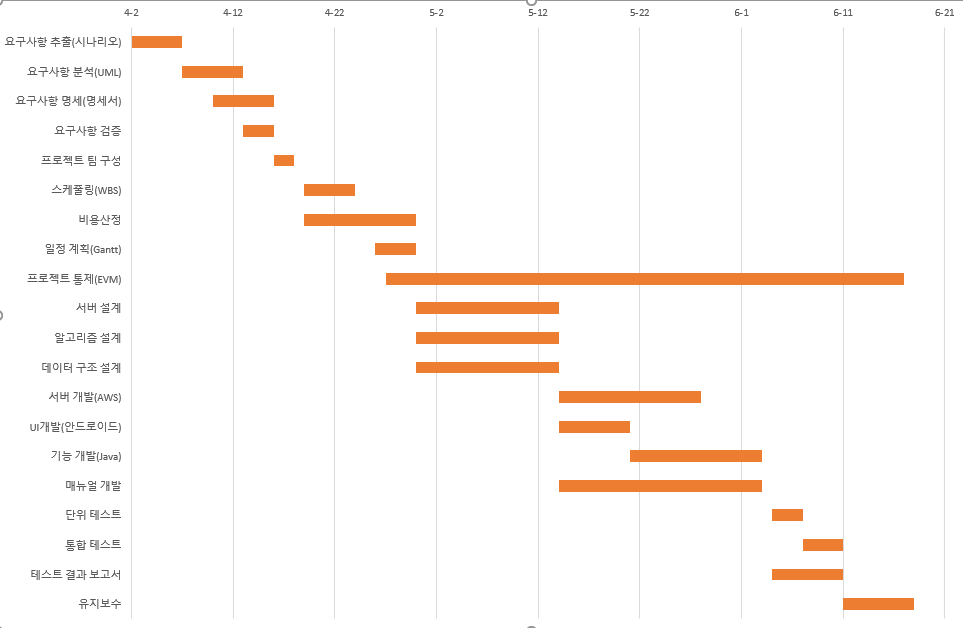 4-2 4-12 4-22 5-2 5-12 5-22 6-1 6-11 6-21
요구사항 추출(시나리오)
요구사항 분석(UML)
요구사항 명세(명세서)
요구사항 검증
프로젝트 팀 구성
스케줄링(WBS)
비용산정
일정 계획(Gantt)
프로젝트 통제(EVM)
서버 설계
알고리즘 설계
데이터 구조 설계
서버 개발(AWS)
UI개발(안드로이드)
기능 개발(Java)
매뉴얼 개발
단위 테스트
통합 테스트
테스트 결과 보고서
유지보수